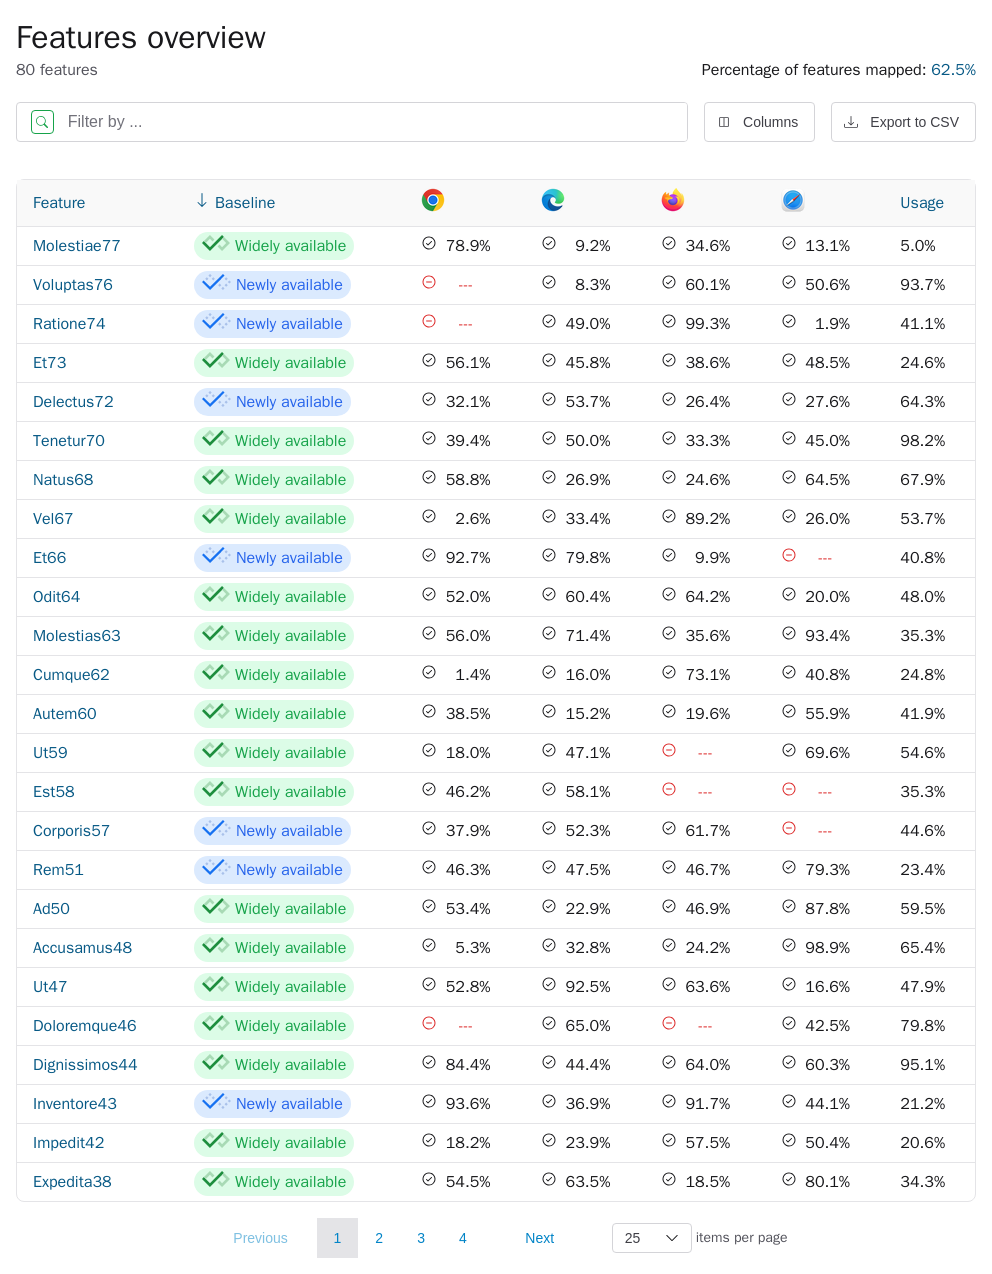 Features overview
80 features
Percentage of features mapped: 62.5%
Filter by ...
Columns
Export to CSV
Feature Baseline Usage
Molestiae77 Widely available 78.9% 9.2% 34.6% 13.1% 5.0%
Voluptas76 Newly available --- 8.3% 60.1% 50.6% 93.7%
Ratione74 Newly available --- 49.0% 99.3% 1.9% 41.1%
Et73 Widely available 56.1% 45.8% 38.6% 48.5% 24.6%
Delectus72 Newly available 32.1% 53.7% 26.4% 27.6% 64.3%
Tenetur70 Widely available 39.4% 50.0% 33.3% 45.0% 98.2%
Natus68 Widely available 58.8% 26.9% 24.6% 64.5% 67.9%
Vel67 Widely available 2.6% 33.4% 89.2% 26.0% 53.7%
Et66 Newly available 92.7% 79.8% 9.9% --- 40.8%
Odit64 Widely available 52.0% 60.4% 64.2% 20.0% 48.0%
Molestias63 Widely available 56.0% 71.4% 35.6% 93.4% 35.3%
Cumque62 Widely available 1.4% 16.0% 73.1% 40.8% 24.8%
Autem60 Widely available 38.5% 15.2% 19.6% 55.9% 41.9%
Ut59 Widely available 18.0% 47.1% --- 69.6% 54.6%
Est58 Widely available 46.2% 58.1% --- --- 35.3%
Corporis57 Newly available 37.9% 52.3% 61.7% --- 44.6%
Rem51 Newly available 46.3% 47.5% 46.7% 79.3% 23.4%
Ad50 Widely available 53.4% 22.9% 46.9% 87.8% 59.5%
Accusamus48 Widely available 5.3% 32.8% 24.2% 98.9% 65.4%
Ut47 Widely available 52.8% 92.5% 63.6% 16.6% 47.9%
Doloremque46 Widely available --- 65.0% --- 42.5% 79.8%
Dignissimos44 Widely available 84.4% 44.4% 64.0% 60.3% 95.1%
Inventore43 Newly available 93.6% 36.9% 91.7% 44.1% 21.2%
Impedit42 Widely available 18.2% 23.9% 57.5% 50.4% 20.6%
Expedita38 Widely available 54.5% 63.5% 18.5% 80.1% 34.3%
Previous 1 2 3 4 Next 25 items per page